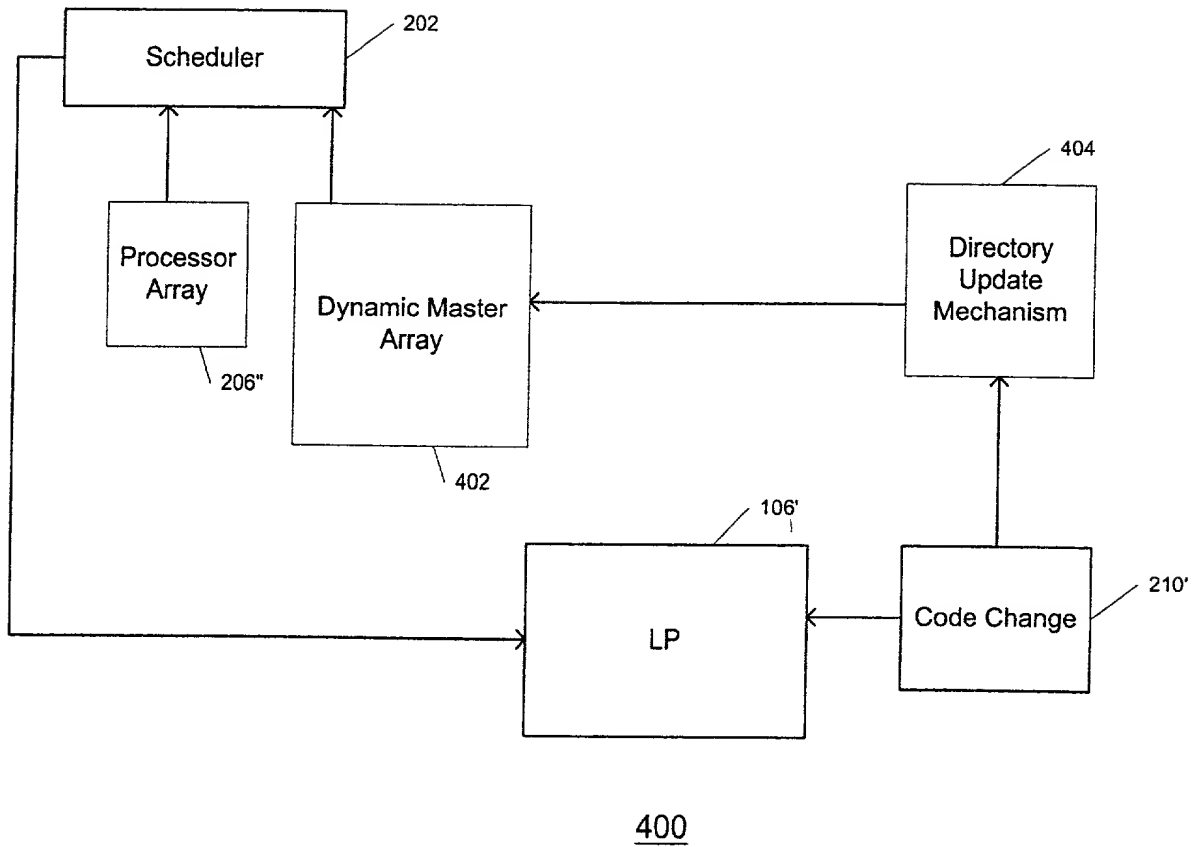 202
Scheduler
404
Processor
Array
Dynamic Master
Array
Directory
Update
Mechanism
206"
402
106'
210'
LP
Code Change
400